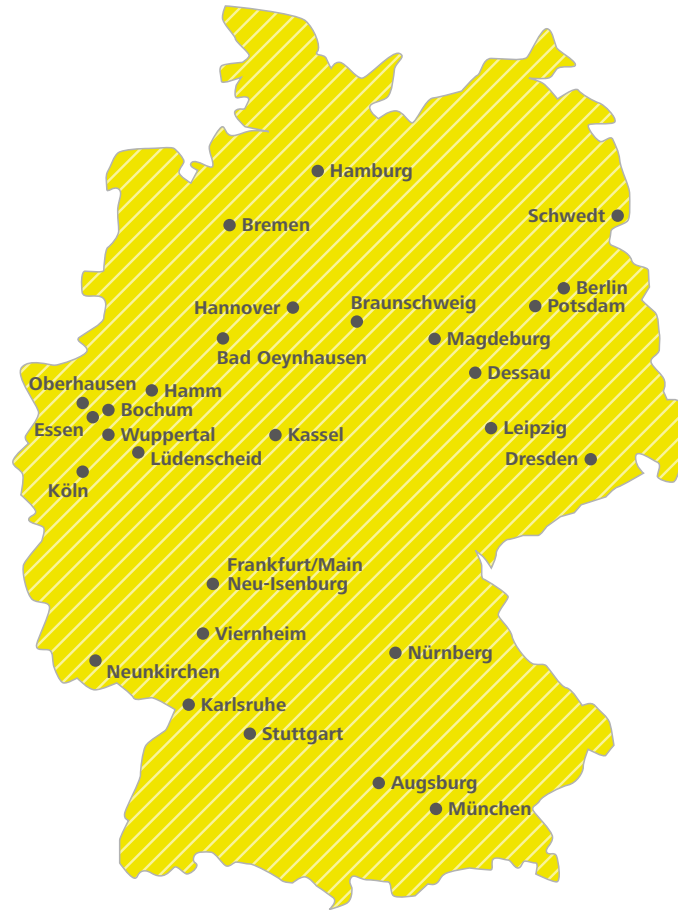 Hamburg
Schwedt
Bremen
Berlin
Braunschweig
Potsdam
Hannover
Magdeburg
Bad Oeynhausen
Dessau
Oberhausen
Hamm
Bochum
Essen
Wuppertal
Kassel
Leipzig
Lüdenscheid
Dresden
Köln
Frankfurt/Main
Neu-Isenburg
Viernheim
Nürnberg
Neunkirchen
Karlsruhe
Stuttgart
Augsburg
München